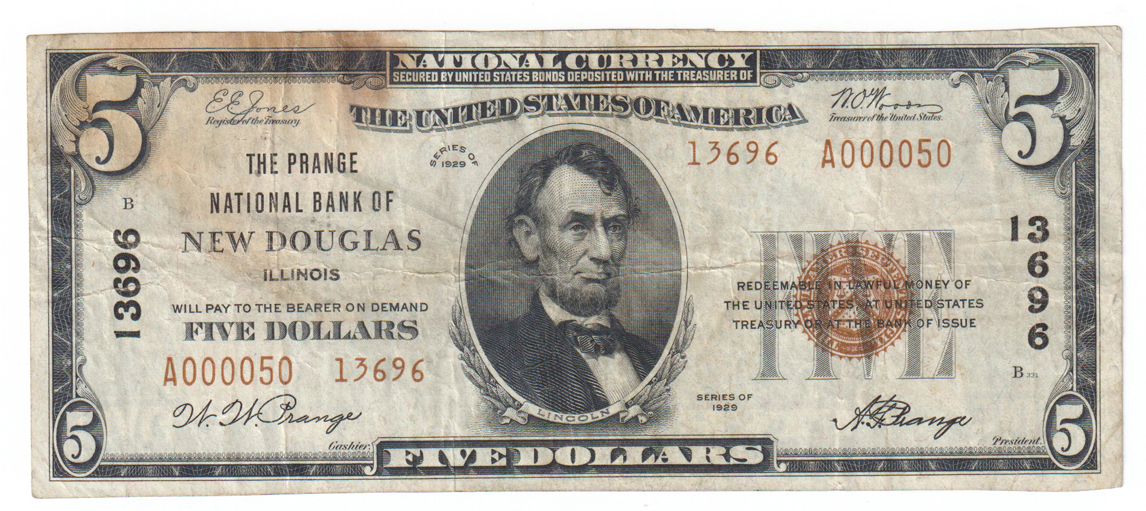 NATIONAL CURRENCY
SECURED BY UNITED STATES BONDS DEPOSITED WITH THE TREASURER OF
THE UNITED STATES OF AMERICA
5
5
E E Jones
Register of the Treasury.
W.O. Woods
Treasurer of the United States.
SERIES OF
1929
13696 A000050
THE PRANGE
NATIONAL BANK OF
NEW DOUGLAS
ILLINOIS
B
13696
13696
WILL PAY TO THE BEARER ON DEMAND
FIVE DOLLARS
A000050 13696
FIVE
REDEEMABLE IN LAWFUL MONEY OF
THE UNITED STATES AT UNITED STATES
TREASURY OR AT THE BANK OF ISSUE
B 331
SERIES OF
1929
W. W. Prange
Cashier.
LINCOLN
A. Prange
President.
5
FIVE DOLLARS
5